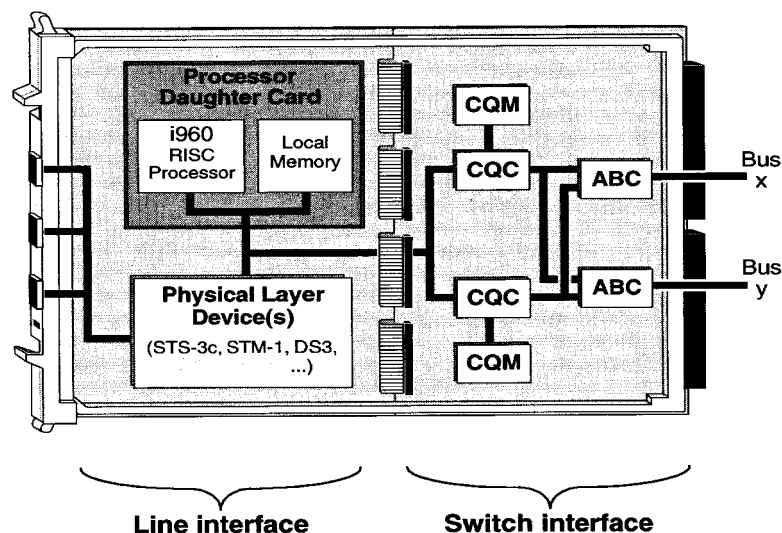 Processor
Daughter Card
i960
RISC
Processor
Local
Memory
Physical Layer
Device(s)
(STS-3c, STM-1, DS3,
...)
CQM
CQC
ABC
Bus
x
CQC
ABC
Bus
y
CQM
Line interface
Switch interface